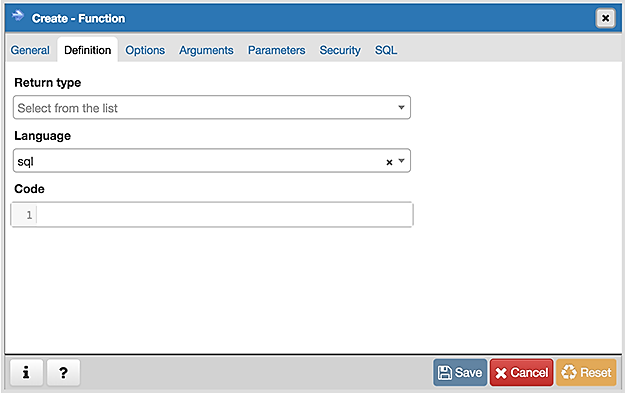 Create - Function
General Definition Options Arguments Parameters Security SQL
Return type
Select from the list
Language
sql
Code
1
i ? Save Cancel Reset